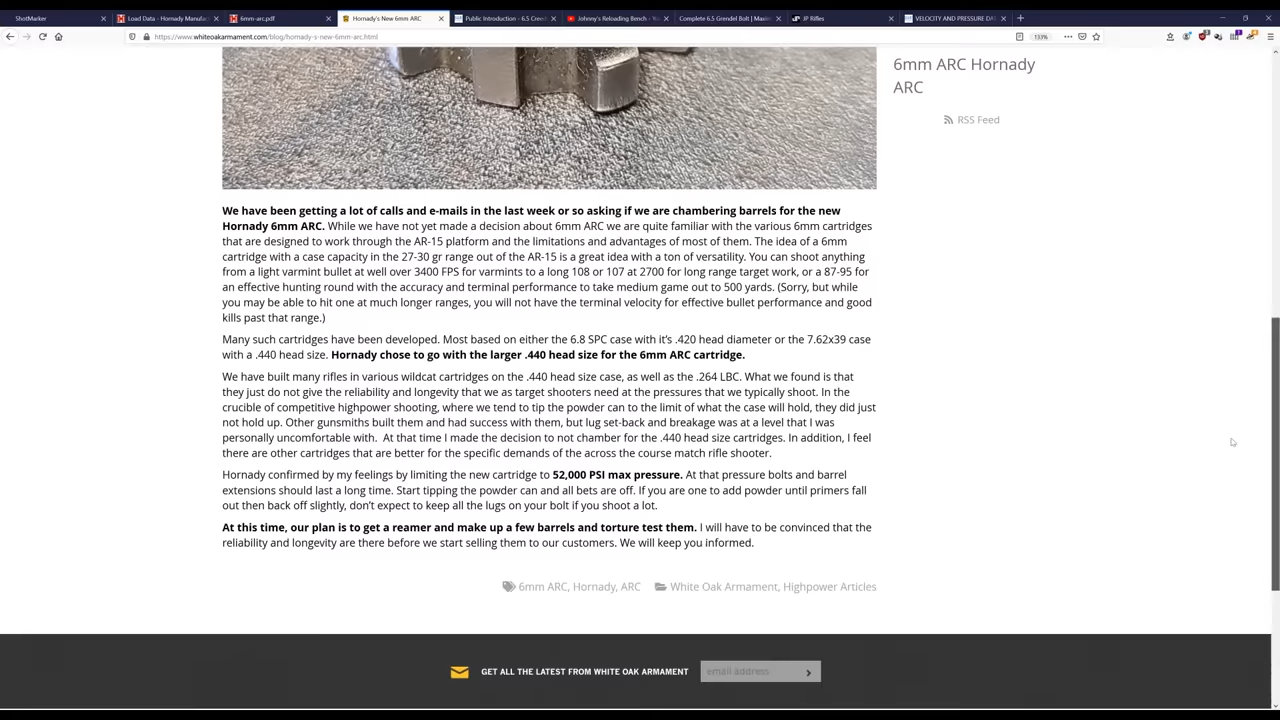 ShotMarker
Load Data - Hornady Manufac
6mm-arc.pdf
Hornady's New 6mm ARC
Public Introduction - 6.5 Gren
Johnny's Reloading Bench - Yo
Complete 6.5 Grendel Bolt | Maxim
JP Rifles
VELOCITY AND PRESSURE DA
https://www.whiteoakarmament.com/blog/hornady-s-new-6mm-arc.html
133%
6mm ARC Hornady
ARC
RSS Feed
We have been getting a lot of calls and e-mails in the last week or so asking if we are chambering barrels for the new
Hornady 6mm ARC. While we have not yet made a decision about 6mm ARC we are quite familiar with the various 6mm cartridges
that are designed to work through the AR-15 platform and the limitations and advantages of most of them. The idea of a 6mm
cartridge with a case capacity in the 27-30 gr range out of the AR-15 is a great idea with a ton of versatility. You can shoot anything
from a light varmint bullet at well over 3400 FPS for varmints to a long 108 or 107 at 2700 for long range target work, or a 87-95 for
an effective hunting round with the accuracy and terminal performance to take medium game out to 500 yards. (Sorry, but while
you may be able to hit one at much longer ranges, you will not have the terminal velocity for effective bullet performance and good
kills past that range.)
Many such cartridges have been developed. Most based on either the 6.8 SPC case with it's .420 head diameter or the 7.62x39 case
with a .440 head size. Hornady chose to go with the larger .440 head size for the 6mm ARC cartridge.
We have built many rifles in various wildcat cartridges on the .440 head size case, as well as the .264 LBC. What we found is that
they just do not give the reliability and longevity that we as target shooters need at the pressures that we typically shoot. In the
crucible of competitive highpower shooting, where we tend to tip the powder can to the limit of what the case will hold, they did just
not hold up. Other gunsmiths built them and had success with them, but lug set-back and breakage was at a level that I was
personally uncomfortable with. At that time I made the decision to not chamber for the .440 head size cartridges. In addition, I feel
there are other cartridges that are better for the specific demands of the across the course match rifle shooter.
Hornady confirmed by my feelings by limiting the new cartridge to 52,000 PSI max pressure. At that pressure bolts and barrel
extensions should last a long time. Start tipping the powder can and all bets are off. If you are one to add powder until primers fall
out then back off slightly, don't expect to keep all the lugs on your bolt if you shoot a lot.
At this time, our plan is to get a reamer and make up a few barrels and torture test them. I will have to be convinced that the
reliability and longevity are there before we start selling them to our customers. We will keep you informed.
6mm ARC, Hornady, ARC
White Oak Armament, Highpower Articles
GET ALL THE LATEST FROM WHITE OAK ARMAMENT
email address